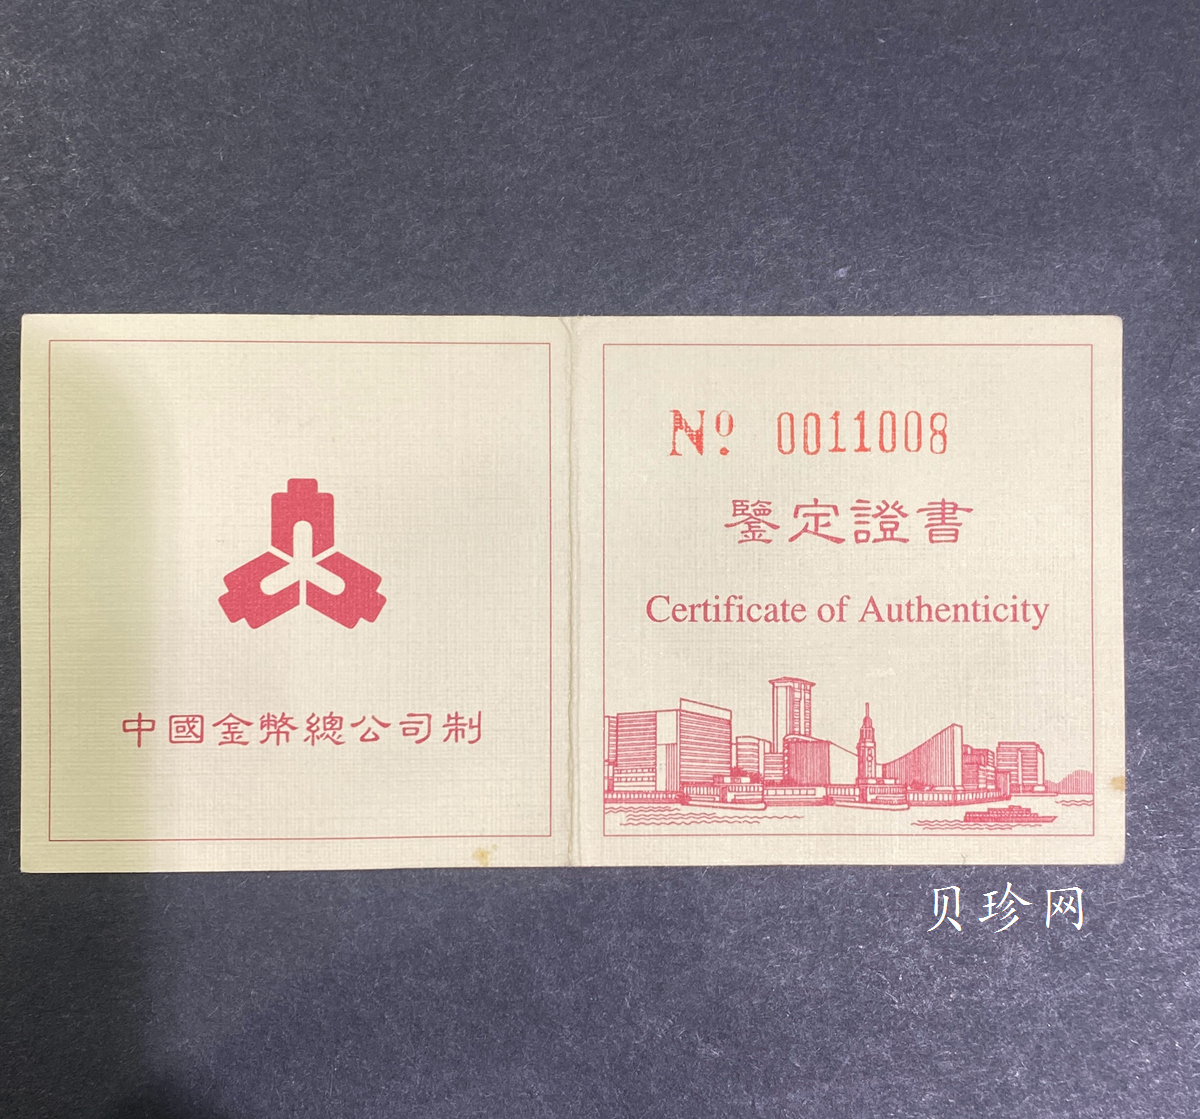 中國金幣總公司制
Nº 0011008
鑒定證書
Certificate of Authenticity
贝珍网